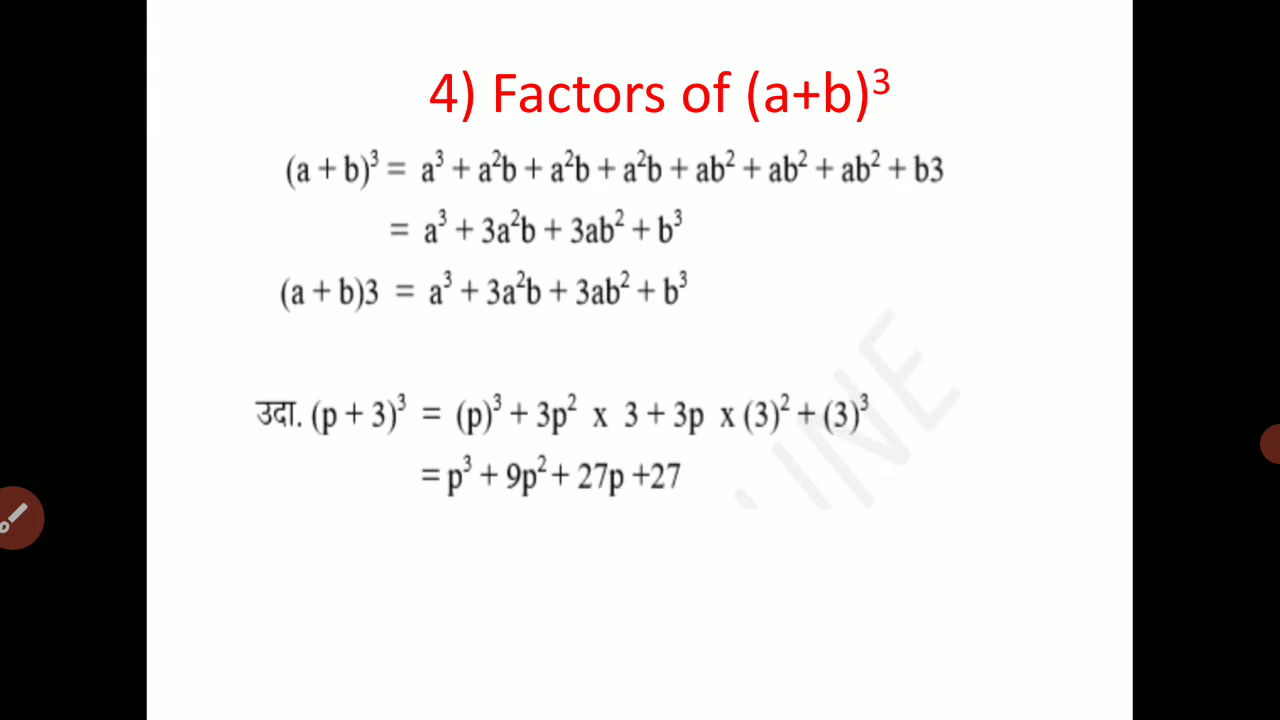 4) Factors of (a+b)³
(a + b)³ = a³ + a²b + a²b + a²b + ab² + ab² + ab² + b3
= a³ + 3a²b + 3ab² + b³
(a + b)3 = a³ + 3a²b + 3ab² + b³
उदा. (p + 3)³ = (p)³ + 3p² x 3 + 3p x (3)² + (3)³
= p³ + 9p² + 27p +27